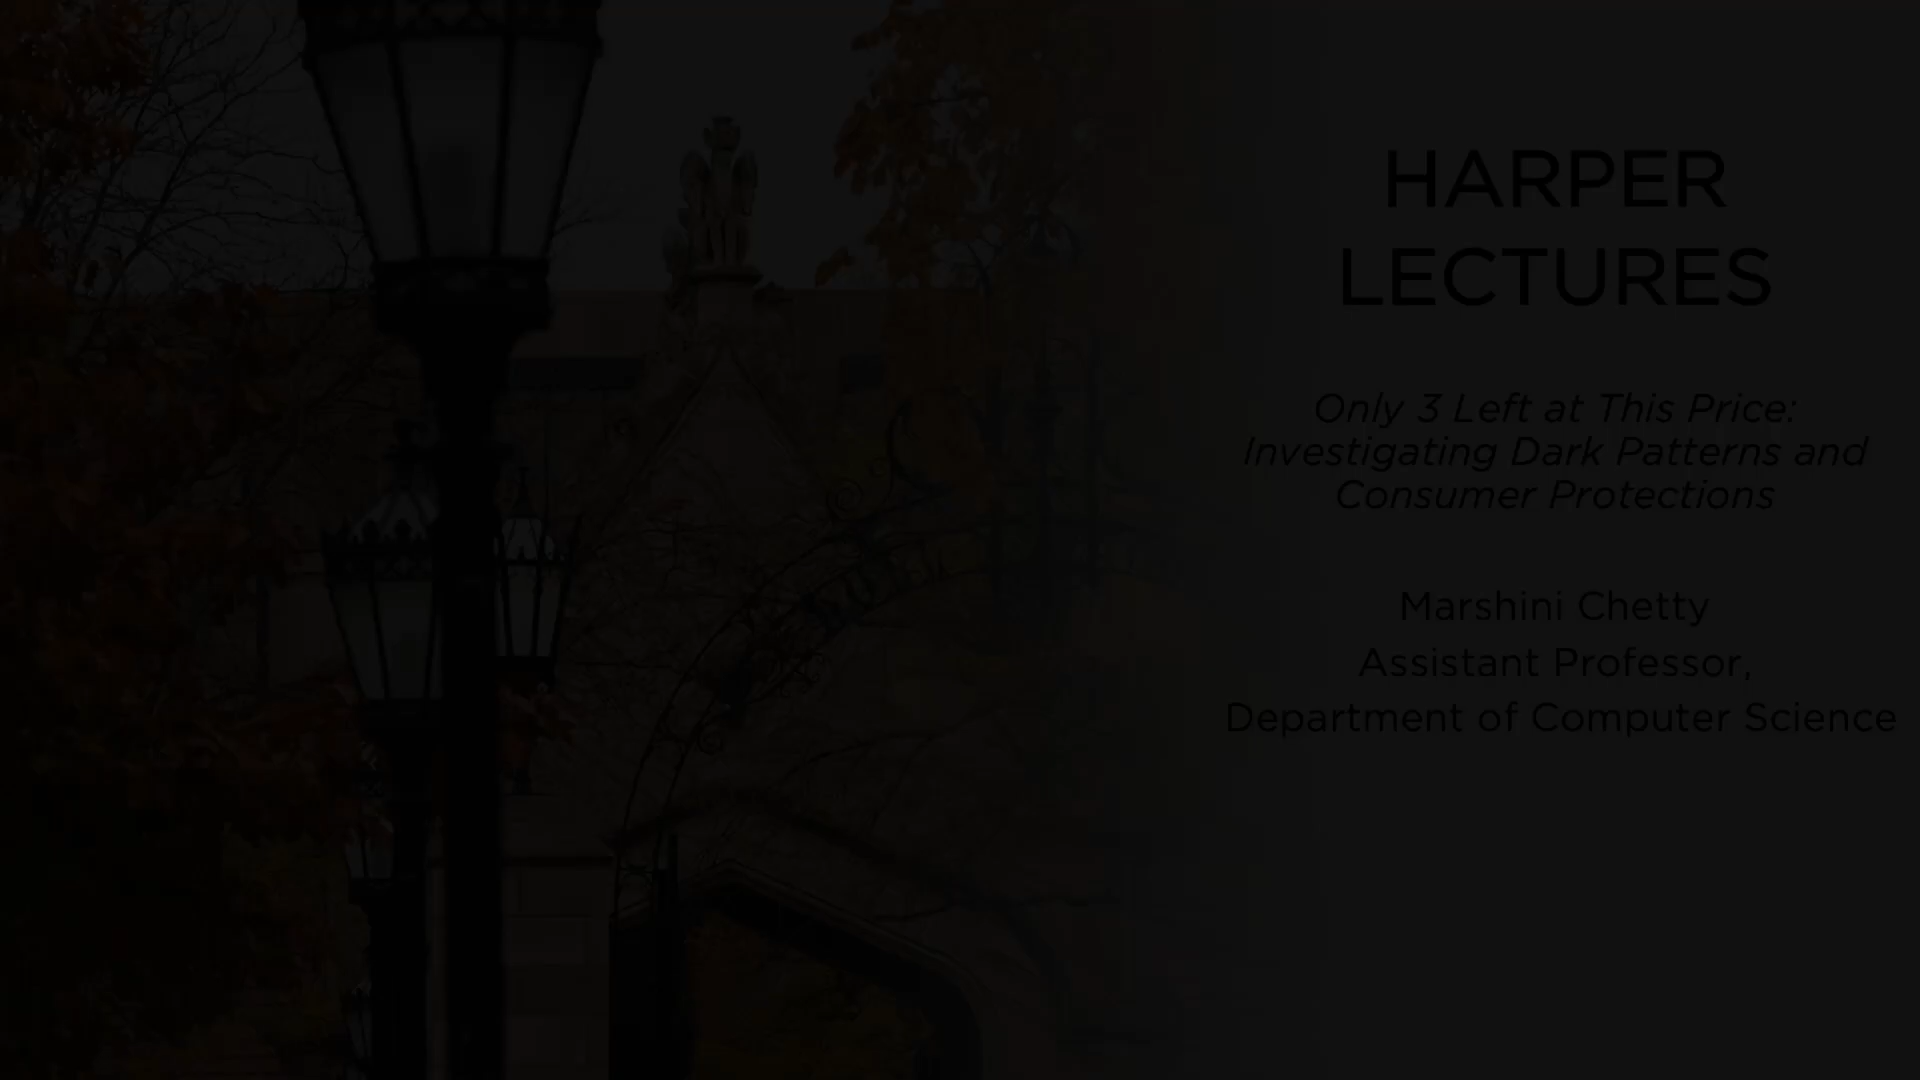 HARPER
LECTURES
Only 3 Left at This Price:
Investigating Dark Patterns and
Consumer Protections
Marshini Chetty
Assistant Professor,
Department of Computer Science